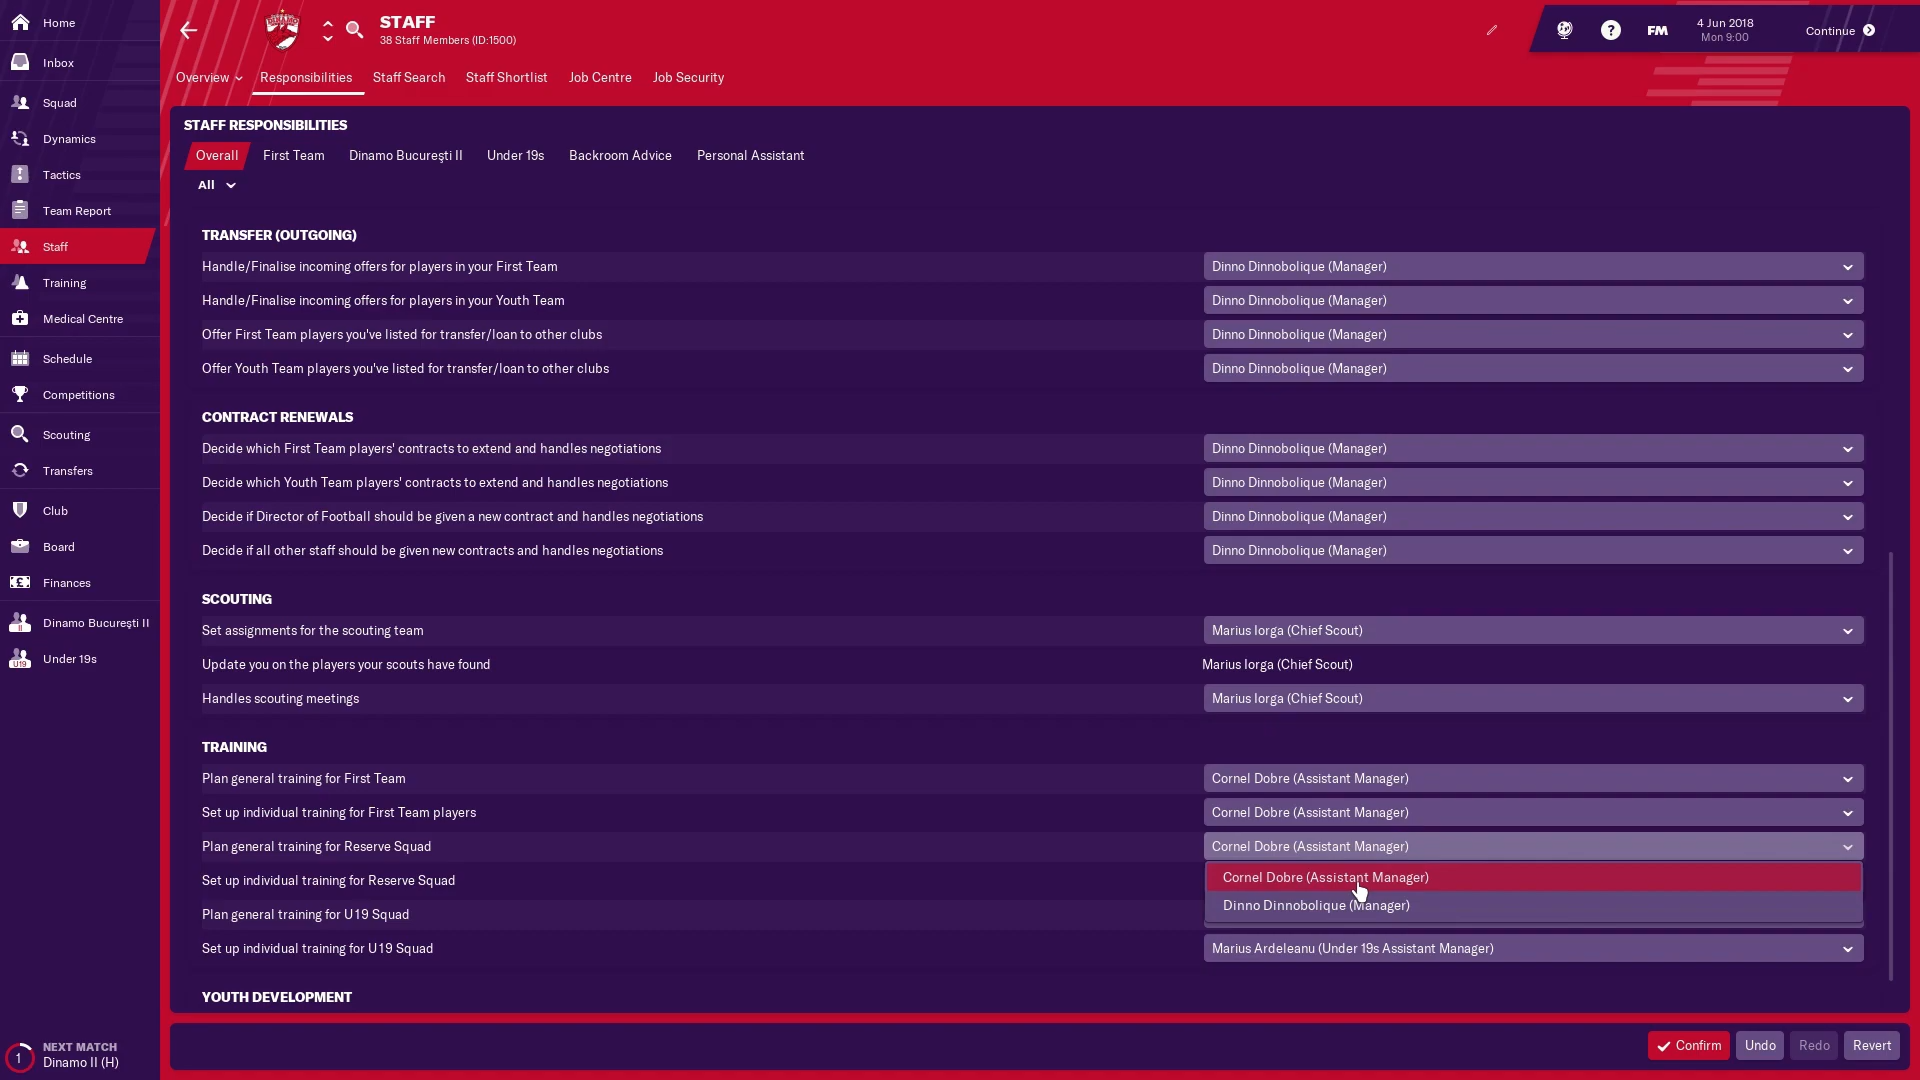 Home
Inbox
Squad
Dynamics
Tactics
Team Report
Staff
Training
Medical Centre
Schedule
Competitions
Scouting
Transfers
Club
Board
Finances
II
Dinamo Bucureşti II
U19
Under 19s
1
NEXT MATCH
Dinamo II (H)
DINAMO
STAFF
38 Staff Members (ID:1500)
FM
4 Jun 2018
Mon 9:00
Continue
Overview
Responsibilities
Staff Search
Staff Shortlist
Job Centre
Job Security
STAFF RESPONSIBILITIES
Overall
First Team
Dinamo Bucureşti II
Under 19s
Backroom Advice
Personal Assistant
All
TRANSFER (OUTGOING)
Handle/Finalise incoming offers for players in your First Team Dinno Dinnobolique (Manager)
Handle/Finalise incoming offers for players in your Youth Team Dinno Dinnobolique (Manager)
Offer First Team players you've listed for transfer/loan to other clubs Dinno Dinnobolique (Manager)
Offer Youth Team players you've listed for transfer/loan to other clubs Dinno Dinnobolique (Manager)
CONTRACT RENEWALS
Decide which First Team players' contracts to extend and handles negotiations Dinno Dinnobolique (Manager)
Decide which Youth Team players' contracts to extend and handles negotiations Dinno Dinnobolique (Manager)
Decide if Director of Football should be given a new contract and handles negotiations Dinno Dinnobolique (Manager)
Decide if all other staff should be given new contracts and handles negotiations Dinno Dinnobolique (Manager)
SCOUTING
Set assignments for the scouting team Marius Iorga (Chief Scout)
Update you on the players your scouts have found Marius Iorga (Chief Scout)
Handles scouting meetings Marius Iorga (Chief Scout)
TRAINING
Plan general training for First Team Cornel Dobre (Assistant Manager)
Set up individual training for First Team players Cornel Dobre (Assistant Manager)
Plan general training for Reserve Squad Cornel Dobre (Assistant Manager)
Set up individual training for Reserve Squad Cornel Dobre (Assistant Manager)
Plan general training for U19 Squad Dinno Dinnobolique (Manager)
Set up individual training for U19 Squad Marius Ardeleanu (Under 19s Assistant Manager)
YOUTH DEVELOPMENT
Confirm
Undo
Redo
Revert